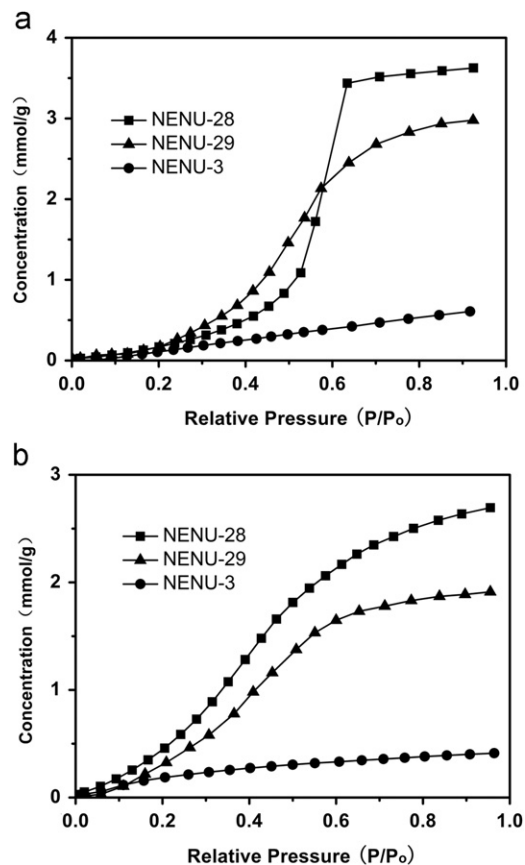 a
4
3
2
1
0
Concentration（mmol/g）
NENU-28
NENU-29
NENU-3
0.0 0.2 0.4 0.6 0.8 1.0
Relative Pressure（P/Po）
b
3
2
1
0
Concentration（mmol/g）
NENU-28
NENU-29
NENU-3
0.0 0.2 0.4 0.6 0.8 1.0
Relative Pressure（P/Po）